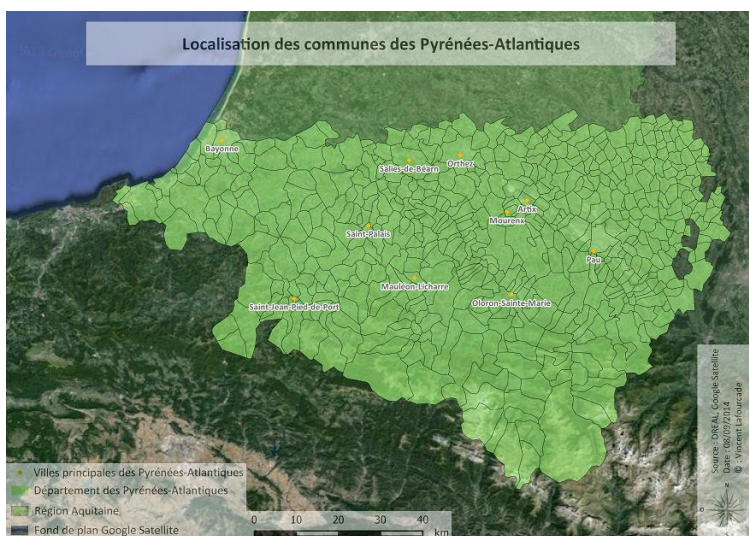 Localisation des communes des Pyrénées-Atlantiques
Bayonne
Salies-de-Béarn
Orthez
Artix
Mourenx
Saint-Palais
Pau
Mauléon-Licharre
Saint-Jean-Pied-de-Port
Oloron-Sainte-Marie
Source : DREAL, Google Satellite
Date : 08/09/2014
© : Vincent Lafourcade
Villes principales des Pyrénées-Atlantiques
Département des Pyrénées-Atlantiques
Région Aquitaine
Fond de plan Google Satellite
0 10 20 30 40
km